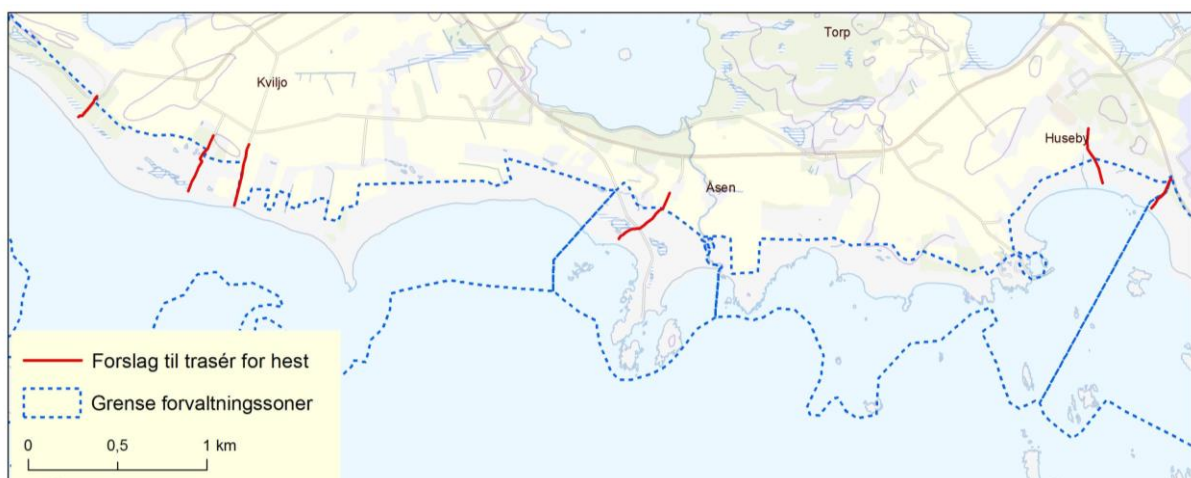 Torp
Kviljo
Huseby
Åsen
Forslag til trasér for hest
Grense forvaltningssoner
0 0,5 1 km